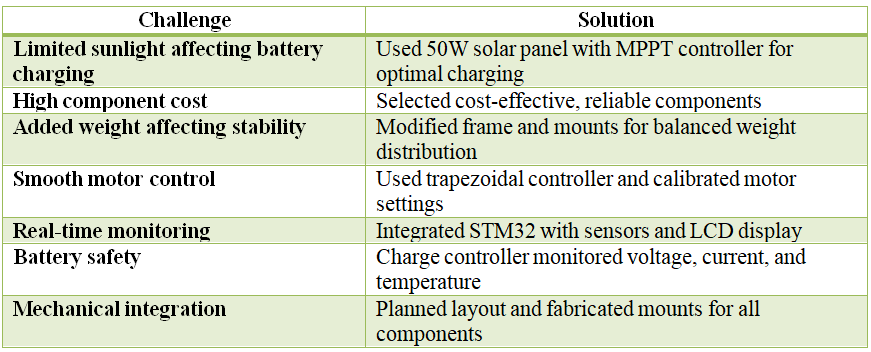 Challenge Solution
Limited sunlight affecting battery charging Used 50W solar panel with MPPT controller for optimal charging
High component cost Selected cost-effective, reliable components
Added weight affecting stability Modified frame and mounts for balanced weight distribution
Smooth motor control Used trapezoidal controller and calibrated motor settings
Real-time monitoring Integrated STM32 with sensors and LCD display
Battery safety Charge controller monitored voltage, current, and temperature
Mechanical integration Planned layout and fabricated mounts for all components